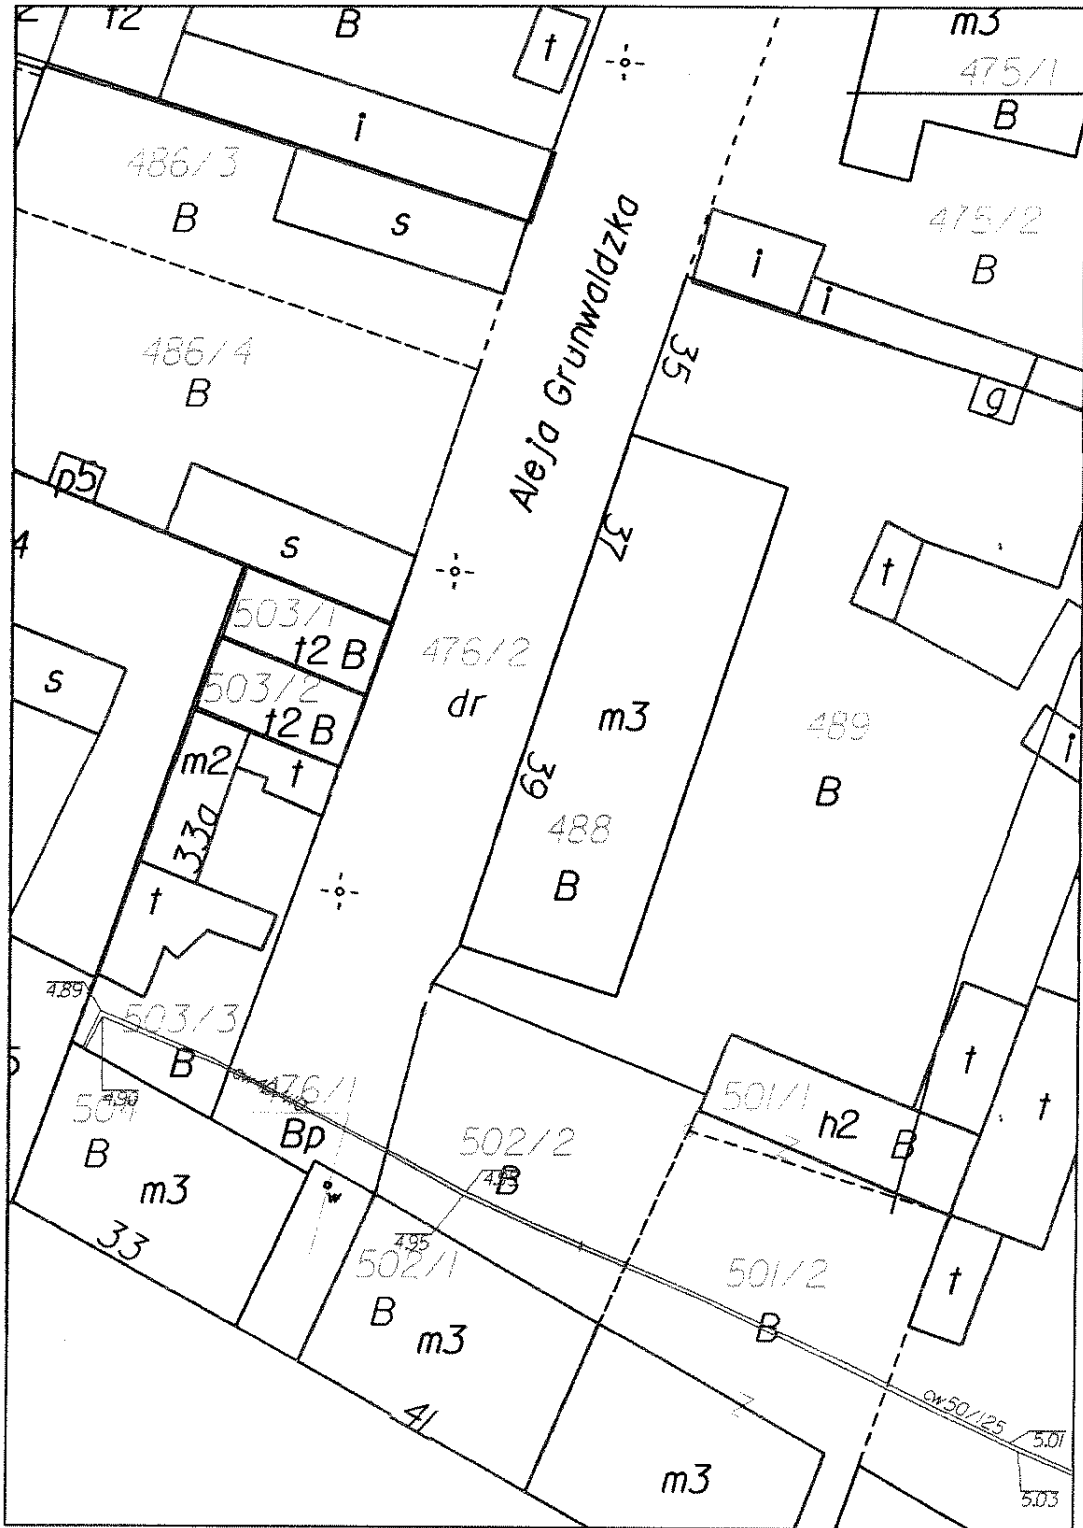 t2
B
t
m3
475/1
B
i
486/3
B
s
475/2
B
i
i
Aleja Grunwaldzka
486/4
B
35
g
p5
s
37
t
4
503/1
t2 B
476/2
dr
503/2
t2 B
s
m3
489
i
m2
t
39
B
33a
488
B
t
4.89
503/3
B
476/1
4.90
504
B
Bp
502/2
B
501/1
n2
B
t
t
z
m3
w
33
4.95
502/1
B
m3
501/2
B
t
41
z
cw50/125
5.01
m3
5.03